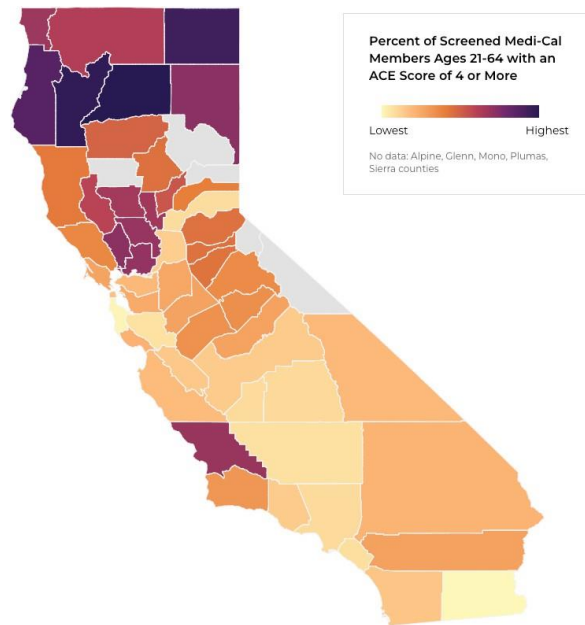 Percent of Screened Medi-Cal
Members Ages 21-64 with an
ACE Score of 4 or More
Lowest
Highest
No data: Alpine, Glenn, Mono, Plumas,
Sierra counties